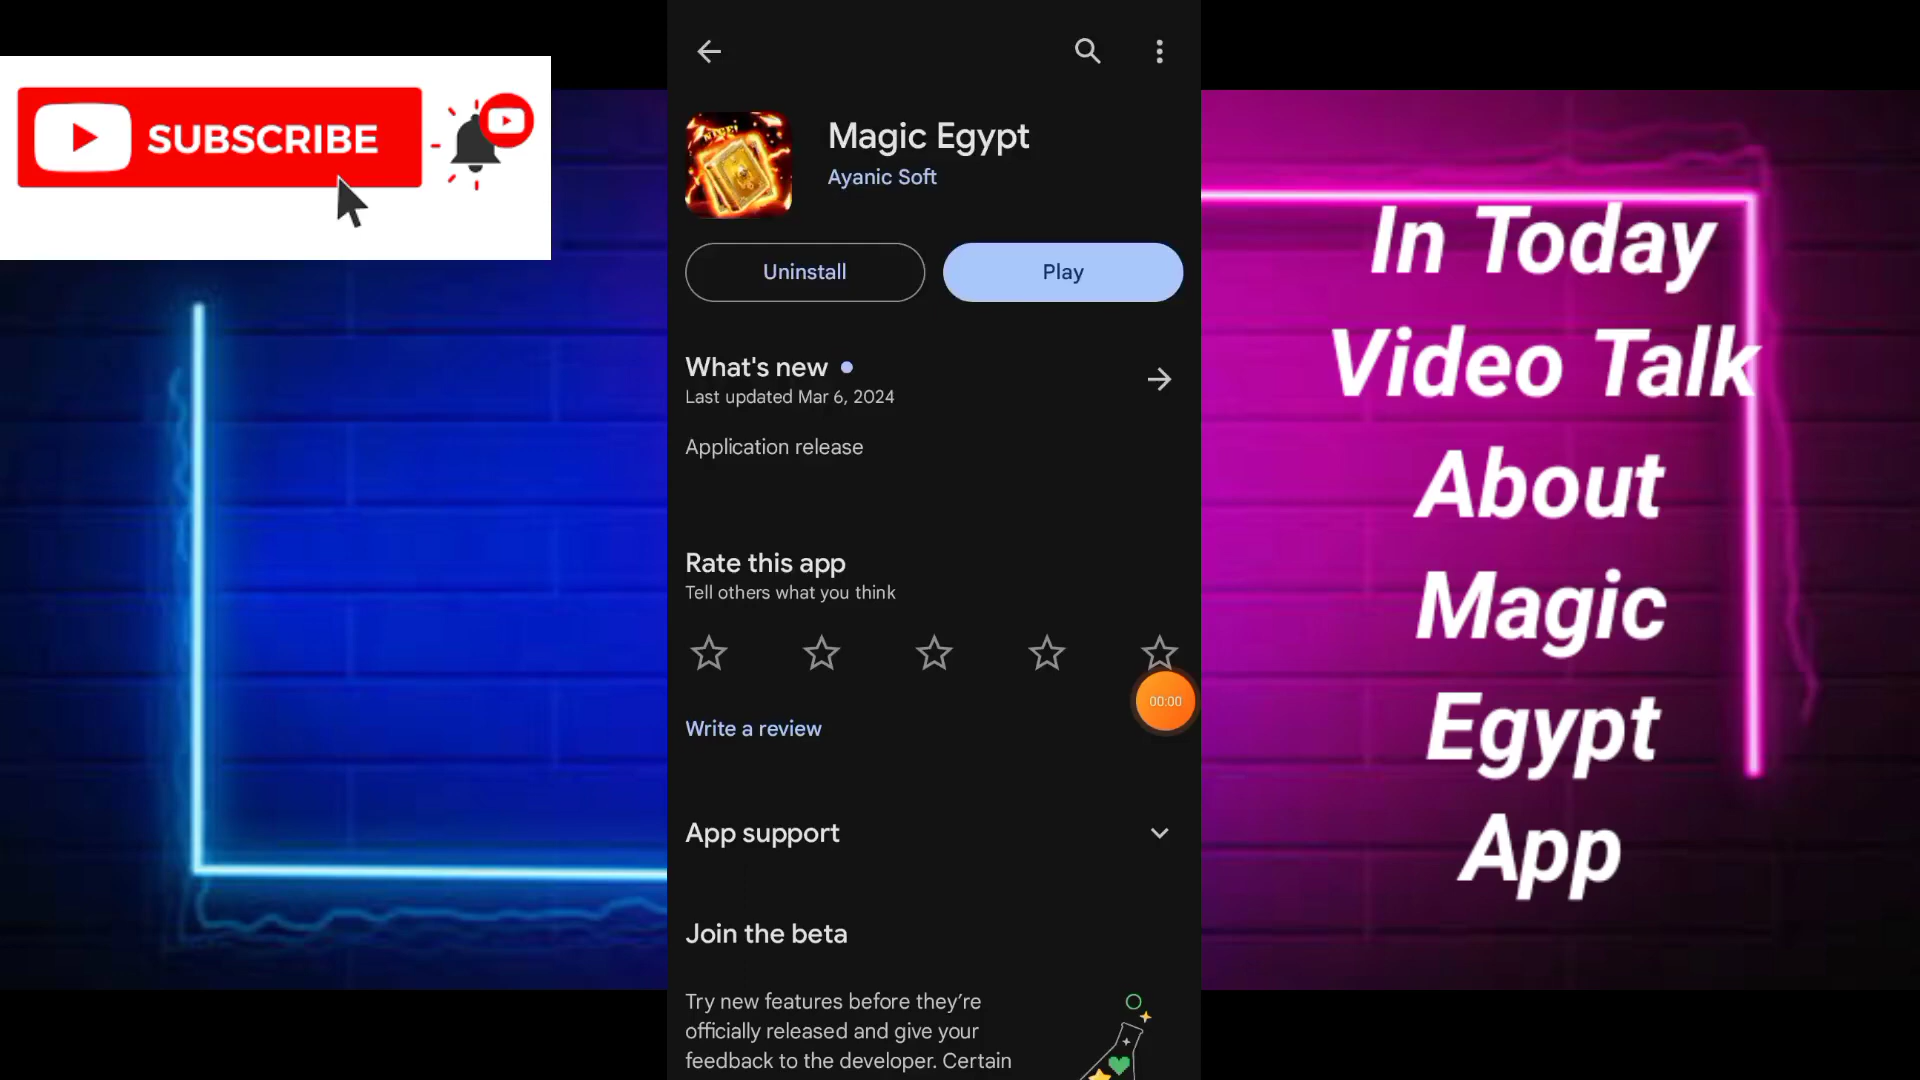 SUBSCRIBE
Magic Egypt
Ayanic Soft
Uninstall
Play
What's new
Last updated Mar 6, 2024
Application release
Rate this app
Tell others what you think
00:00
Write a review
App support
Join the beta
Try new features before they're
officially released and give your
feedback to the developer. Certain
In Today
Video Talk
About
Magic
Egypt
App